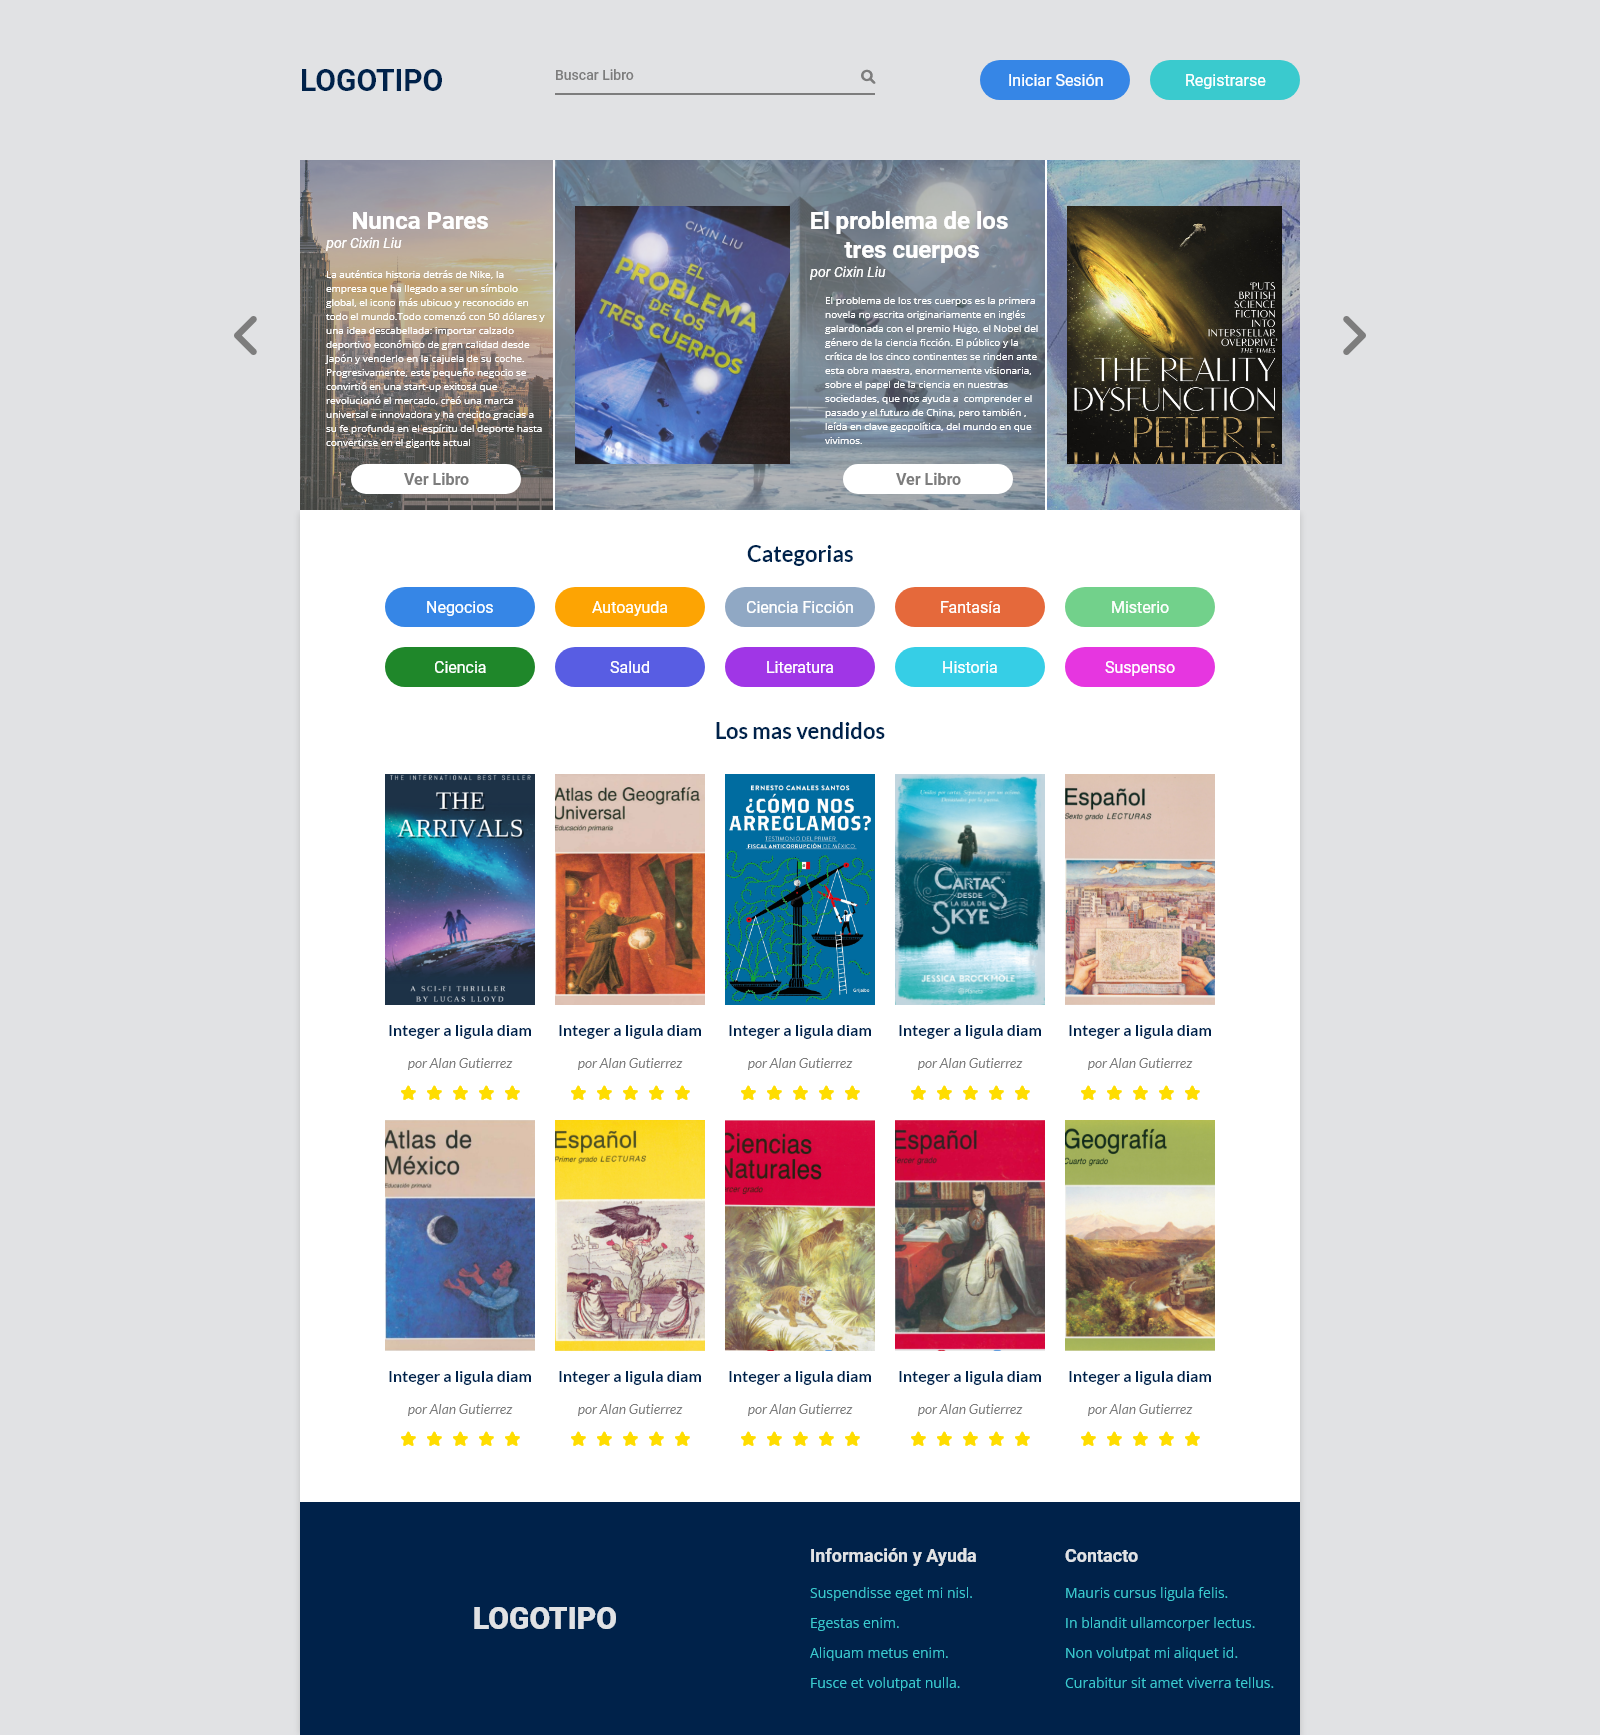 LOGOTIPO
Buscar Libro
Iniciar Sesión
Registrarse
Nunca Pares
por Cixin Liu
La auténtica historia detrás de Nike, la
empresa que ha llegado a ser un símbolo
global, el icono más ubicuo y reconocido en
todo el mundo.Todo comenzó con 50 dólares y
una idea descabellada: importar calzado
deportivo económico de gran calidad desde
Japón y venderlo en la cajuela de su coche.
Progresivamente, este pequeño negocio se
convirtió en una start-up exitosa que
revolucionó el mercado, creó una marca
universal e innovadora y ha crecido gracias a
su fe profunda en el espíritu del deporte hasta
convertirse en el gigante actual
Ver Libro
CIXIN LIU
EL
PROBLEMA
DE LOS
TRES CUERPOS
El problema de los
tres cuerpos
por Cixin Liu
El problema de los tres cuerpos es la primera
novela no escrita originariamente en inglés
galardonada con el premio Hugo, el Nobel del
género de la ciencia ficción. El público y la
crítica de los cinco continentes se rinden ante
esta obra maestra, enormemente visionaria,
sobre el papel de la ciencia en nuestras
sociedades, que nos ayuda a  comprender el
pasado y el futuro de China, pero también ,
leída en clave geopolítica, del mundo en que
vivimos.
Ver Libro
'PUTS
BRITISH
SCIENCE
FICTION
INTO
INTERSTELLAR
OVERDRIVE'
THE TIMES
THE REALITY
DYSFUNCTION
PETER F.
HAMILTON
Categorias
Negocios
Autoayuda
Ciencia Ficción
Fantasía
Misterio
Ciencia
Salud
Literatura
Historia
Suspenso
Los mas vendidos
THE INTERNATIONAL BEST SELLER
THE
ARRIVALS
A SCI-FI THRILLER
BY LUCAS LLOYD
Atlas de Geografía
Universal
Educación primaria
ERNESTO CANALES SANTOS
¿CÓMO NOS
ARREGLAMOS?
TESTIMONIO DEL PRIMER
FISCAL ANTICORRUPCIÓN DE MÉXICO
Grijalbo
Unidos por cartas. Separados por un océano.
Distanciados por la guerra.
CARTAS
DESDE
LA ISLA DE
SKYE
JESSICA BROCKMOLE
Planeta
Español
Sexto grado LECTURAS
Integer a ligula diam
Integer a ligula diam
Integer a ligula diam
Integer a ligula diam
Integer a ligula diam
por Alan Gutierrez
por Alan Gutierrez
por Alan Gutierrez
por Alan Gutierrez
por Alan Gutierrez
Atlas de
México
Educación primaria
Español
Primer grado LECTURAS
Ciencias
Naturales
grado
Español
Tercer grado
Geografía
Cuarto grado
Integer a ligula diam
Integer a ligula diam
Integer a ligula diam
Integer a ligula diam
Integer a ligula diam
por Alan Gutierrez
por Alan Gutierrez
por Alan Gutierrez
por Alan Gutierrez
por Alan Gutierrez
LOGOTIPO
Información y Ayuda
Suspendisse eget mi nisl.
Egestas enim.
Aliquam metus enim.
Fusce et volutpat nulla.
Contacto
Mauris cursus ligula felis.
In blandit ullamcorper lectus.
Non volutpat mi aliquet id.
Curabitur sit amet viverra tellus.